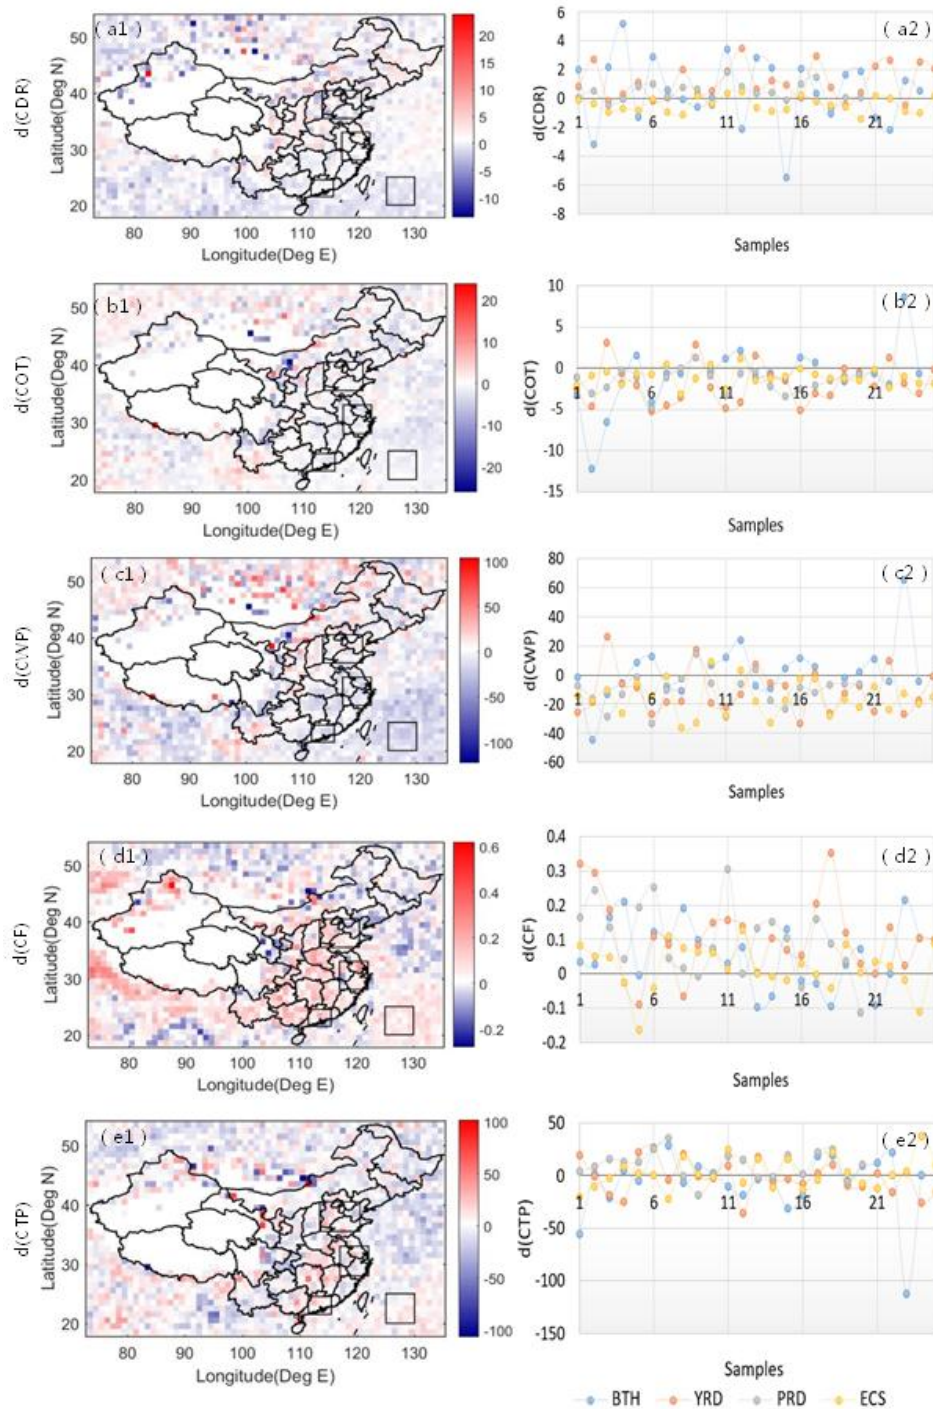 ( a1 )
d(CDR)
Latitude(Deg N)
50
40
30
20
80 90 100 110 120 130
Longitude(Deg E)
20
15
10
5
0
-5
-10
( a2 )
d(CDR)
6
4
2
0
-2
-4
-6
-8
1 6 11 16 21
Samples
( b1 )
d(COT)
Latitude(Deg N)
50
40
30
20
80 90 100 110 120 130
Longitude(Deg E)
20
10
0
-10
-20
( b2 )
d(COT)
10
5
0
-5
-10
-15
1 6 11 16 21
Samples
( c1 )
d(CWP)
Latitude(Deg N)
50
40
30
20
80 90 100 110 120 130
Longitude(Deg E)
100
50
0
-50
-100
( c2 )
d(CWP)
80
60
40
20
0
-20
-40
-60
1 6 11 16 21
Samples
( d1 )
d(CF)
Latitude(Deg N)
50
40
30
20
80 90 100 110 120 130
Longitude(Deg E)
0.6
0.4
0.2
0
-0.2
( d2 )
d(CF)
0.4
0.3
0.2
0.1
0
-0.1
-0.2
1 6 11 16 21
Samples
( e1 )
d(CTP)
Latitude(Deg N)
50
40
30
20
80 90 100 110 120 130
Longitude(Deg E)
100
50
0
-50
-100
( e2 )
d(CTP)
50
0
-50
-100
-150
1 6 11 16 21
Samples
BTH YRD PRD ECS